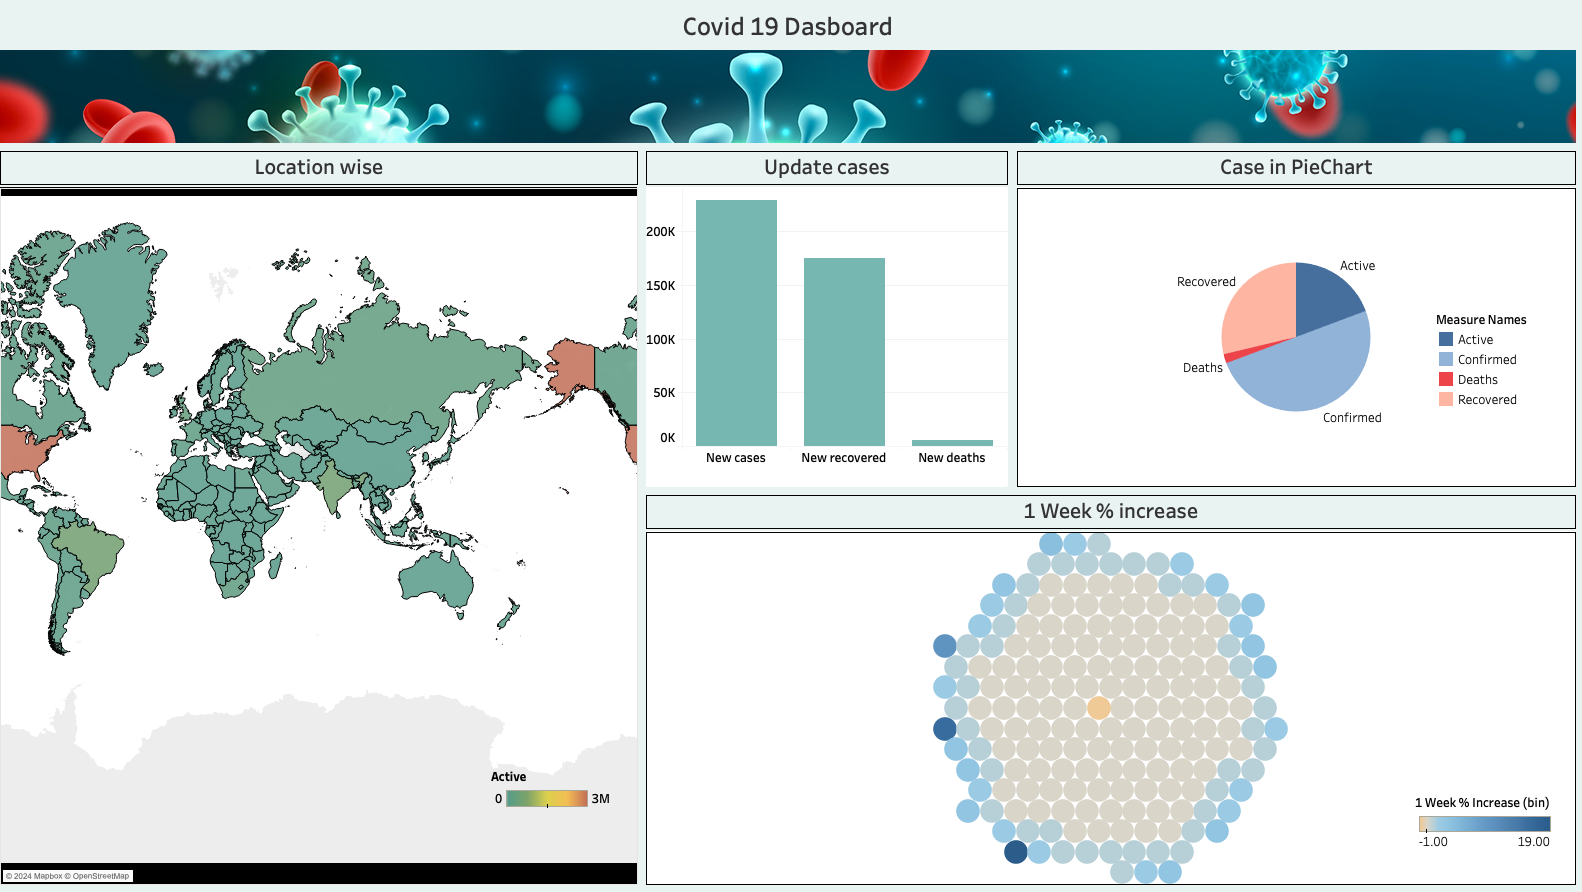 Covid 19 Dasboard
Location wise
Active
0
3M
© 2024 Mapbox © OpenStreetMap
Update cases
200K
150K
100K
50K
0K
New cases
New recovered
New deaths
Case in PieChart
Active
Recovered
Deaths
Confirmed
Measure Names
Active
Confirmed
Deaths
Recovered
1 Week % increase
1 Week % Increase (bin)
-1.00
19.00